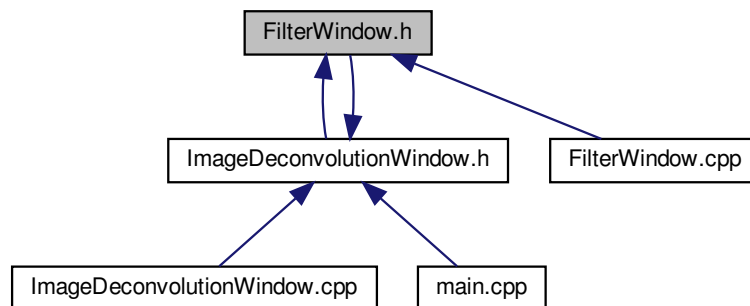 FilterWindow.h
ImageDeconvolutionWindow.h
FilterWindow.cpp
ImageDeconvolutionWindow.cpp
main.cpp